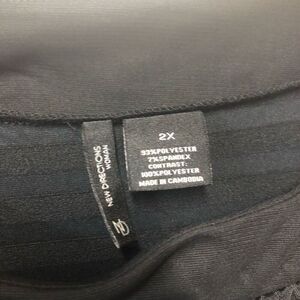 NEW DIRECTIONS
WOMAN
2X
93%POLYESTER
7%SPANDEX
CONTRAST:
100%POLYESTER
MADE IN CAMBODIA